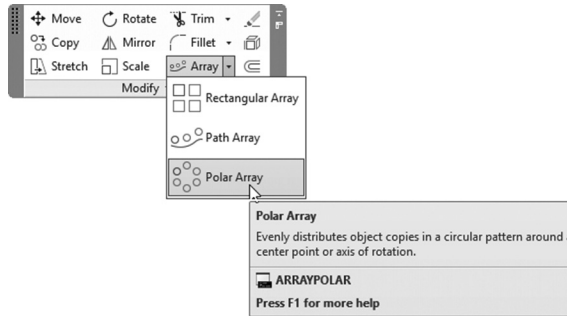 Move Rotate Trim
Copy Mirror Fillet
Stretch Scale Array
Modify
Rectangular Array
Path Array
Polar Array
Polar Array
Evenly distributes object copies in a circular pattern around
center point or axis of rotation.
ARRAYPOLAR
Press F1 for more help